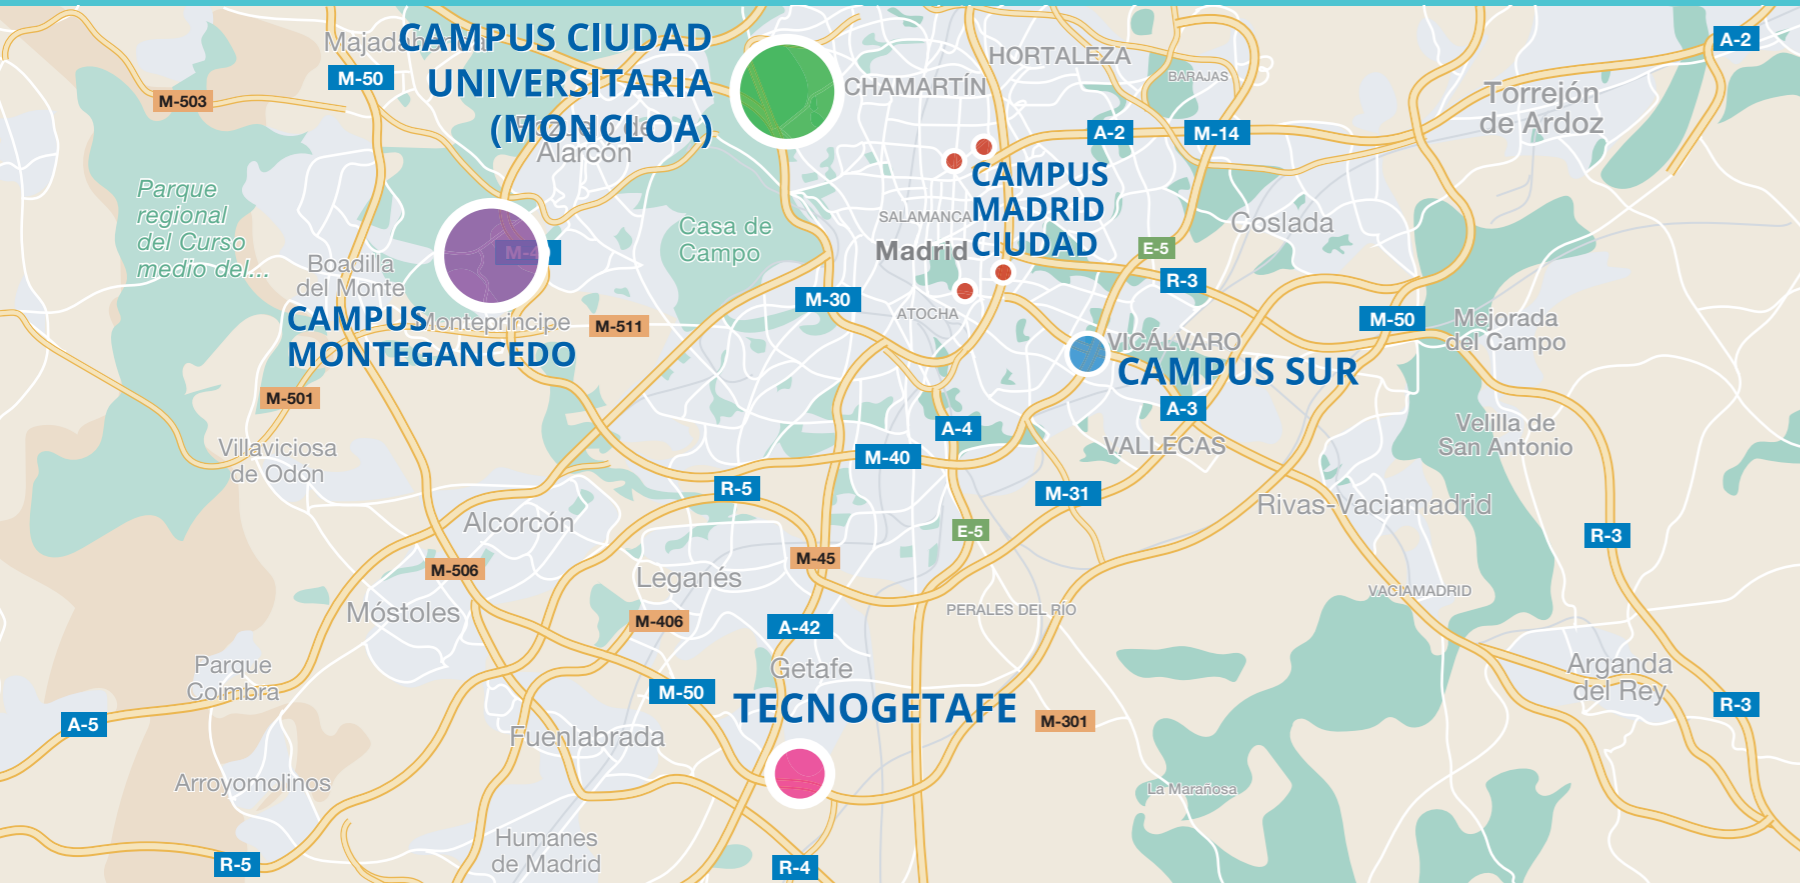 CAMPUS CIUDAD
UNIVERSITARIA
(MONCLOA)
M-50
M-503
Alarcón
CHAMARTÍN
HORTALEZA
BARAJAS
A-2
A-2
M-14
Torrejón
de Ardoz
Parque
regional
del Curso
medio del...
Casa de
Campo
SALAMANCA
Madrid
CAMPUS
MADRID
CIUDAD
Coslada
E-5
R-3
Boadilla
del Monte
CAMPUS
MONTEGANCEDO
Montepríncipe
M-511
M-30
ATOCHA
VICÁLVARO
CAMPUS SUR
M-50
Mejorada
del Campo
M-501
A-3
A-4
VALLECAS
Velilla de
San Antonio
Villaviciosa
de Odón
M-40
R-5
M-31
Rivas-Vaciamadrid
Alcorcón
E-5
R-3
M-45
M-506
Leganés
VACIAMADRID
Móstoles
M-406
A-42
PERALES DEL RÍO
Parque
Coimbra
Getafe
Arganda
del Rey
M-50
TECNOGETAFE
M-301
R-3
A-5
Fuenlabrada
Arroyomolinos
La Marañosa
Humanes
de Madrid
R-5
R-4